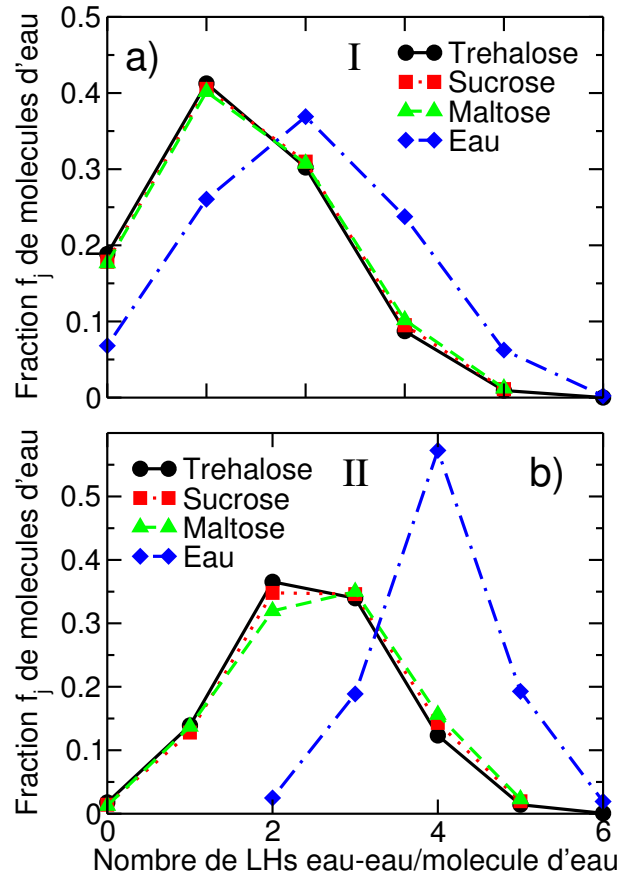 0.5
a)
I
Trehalose
Sucrose
Maltose
Eau
0.4
0.3
0.2
0.1
0
Fraction f_j de molecules d'eau
II
b)
Trehalose
Sucrose
Maltose
Eau
0.5
0.4
0.3
0.2
0.1
0
Fraction f_j de molecules d'eau
0 2 4 6
Nombre de LHs eau-eau/molecule d'eau